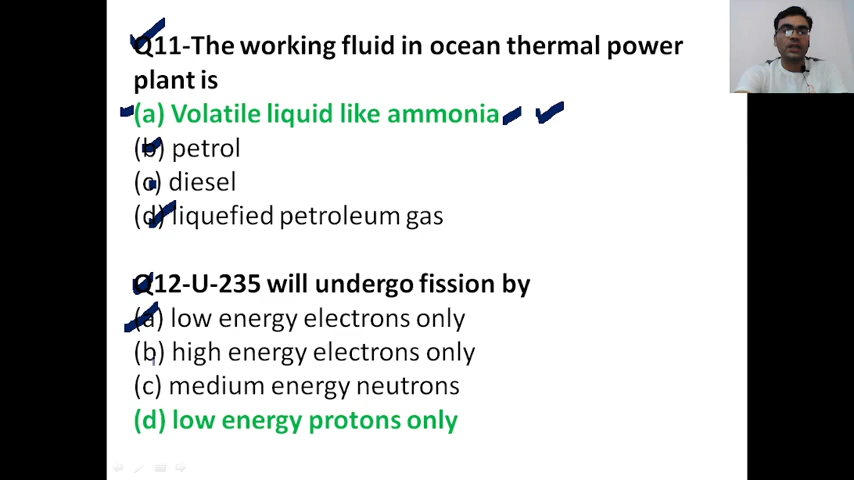 Q11-The working fluid in ocean thermal power
plant is
(a) Volatile liquid like ammonia
(b) petrol
(c) diesel
(d) liquefied petroleum gas
Q12-U-235 will undergo fission by
(a) low energy electrons only
(b) high energy electrons only
(c) medium energy neutrons
(d) low energy protons only